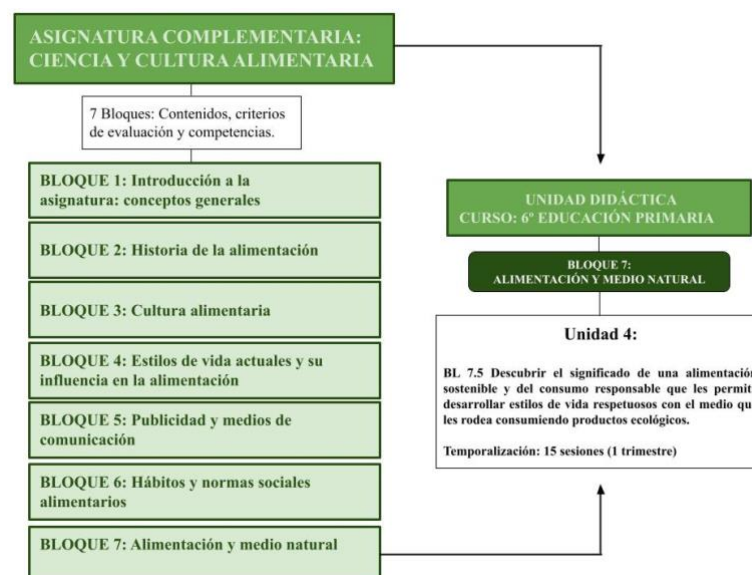 ASIGNATURA COMPLEMENTARIA:
CIENCIA Y CULTURA ALIMENTARIA
7 Bloques: Contenidos, criterios
de evaluación y competencias.
BLOQUE 1: Introducción a la
asignatura: conceptos generales
BLOQUE 2: Historia de la alimentación
BLOQUE 3: Cultura alimentaria
BLOQUE 4: Estilos de vida actuales y su
influencia en la alimentación
BLOQUE 5: Publicidad y medios de
comunicación
BLOQUE 6: Hábitos y normas sociales
alimentarios
BLOQUE 7: Alimentación y medio natural
UNIDAD DIDÁCTICA
CURSO: 6º EDUCACIÓN PRIMARIA
BLOQUE 7:
ALIMENTACIÓN Y MEDIO NATURAL
Unidad 4:
BL 7.5 Descubrir el significado de una alimentación
sostenible y del consumo responsable que les permit
desarrollar estilos de vida respetuosos con el medio qu
les rodea consumiendo productos ecológicos.
Temporalización: 15 sesiones (1 trimestre)